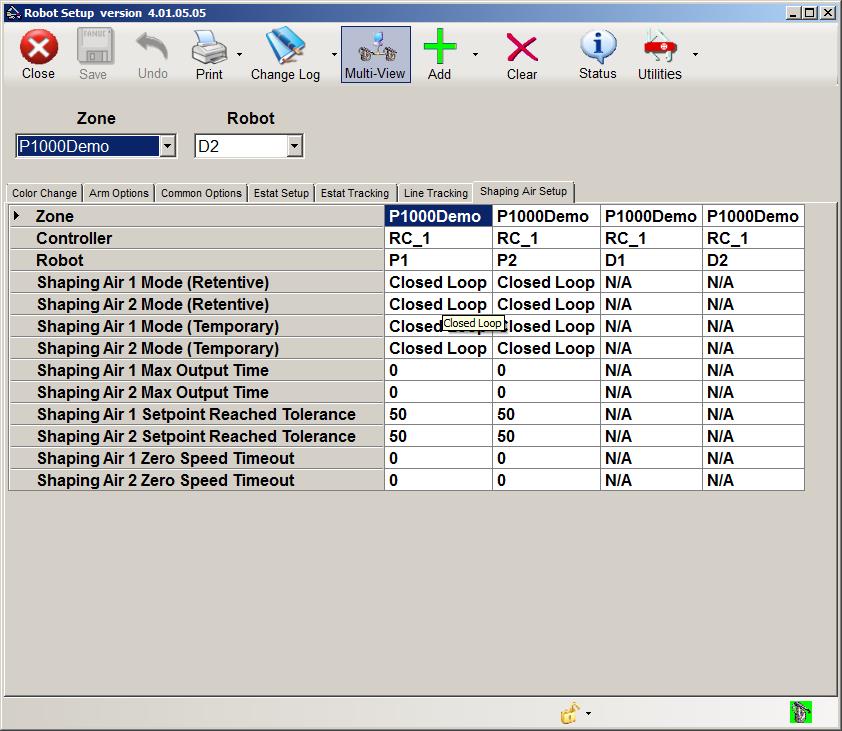 Robot Setup version 4.01.05.05
FANUC
Close Save Undo Print Change Log Multi-View Add Clear Status Utilities
Zone Robot
P1000Demo D2
Color Change Arm Options Common Options Estat Setup Estat Tracking Line Tracking Shaping Air Setup
Zone P1000Demo P1000Demo P1000Demo P1000Demo
Controller RC_1 RC_1 RC_1 RC_1
Robot P1 P2 D1 D2
Shaping Air 1 Mode (Retentive) Closed Loop Closed Loop N/A N/A
Shaping Air 2 Mode (Retentive) Closed Loop Closed Loop N/A N/A
Shaping Air 1 Mode (Temporary) Closed Loop Closed Loop N/A N/A
Closed Loop
Shaping Air 2 Mode (Temporary) Closed Loop Closed Loop N/A N/A
Shaping Air 1 Max Output Time 0 0 N/A N/A
Shaping Air 2 Max Output Time 0 0 N/A N/A
Shaping Air 1 Setpoint Reached Tolerance 50 50 N/A N/A
Shaping Air 2 Setpoint Reached Tolerance 50 50 N/A N/A
Shaping Air 1 Zero Speed Timeout 0 0 N/A N/A
Shaping Air 2 Zero Speed Timeout 0 0 N/A N/A